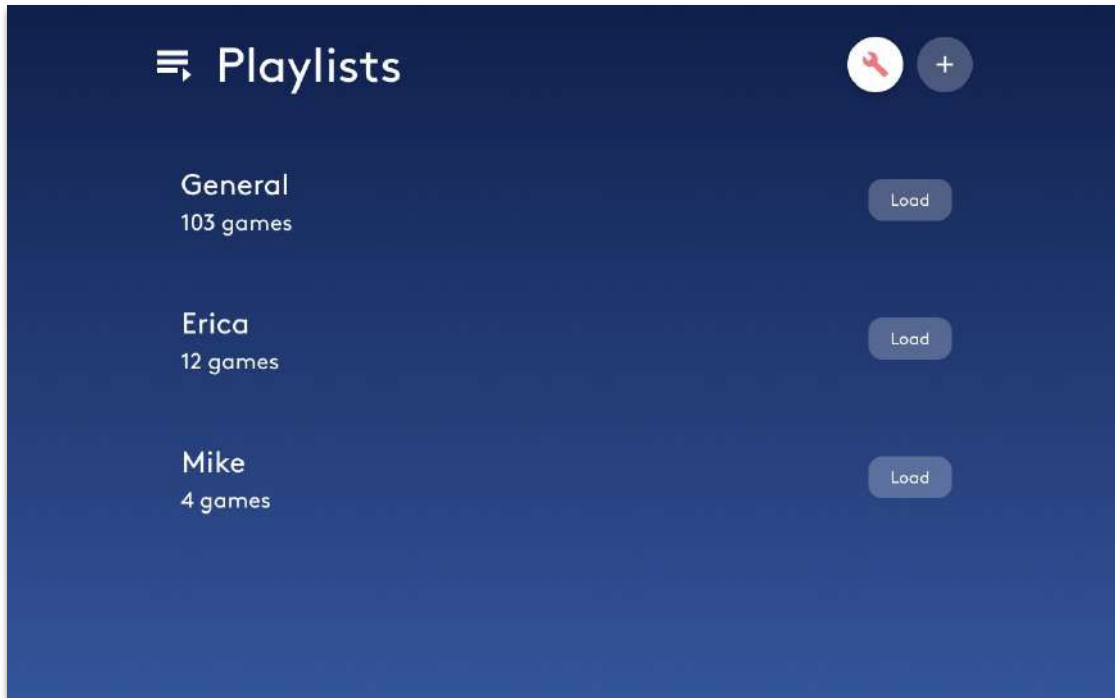 Playlists
General
103 games
Load
Erica
12 games
Load
Mike
4 games
Load